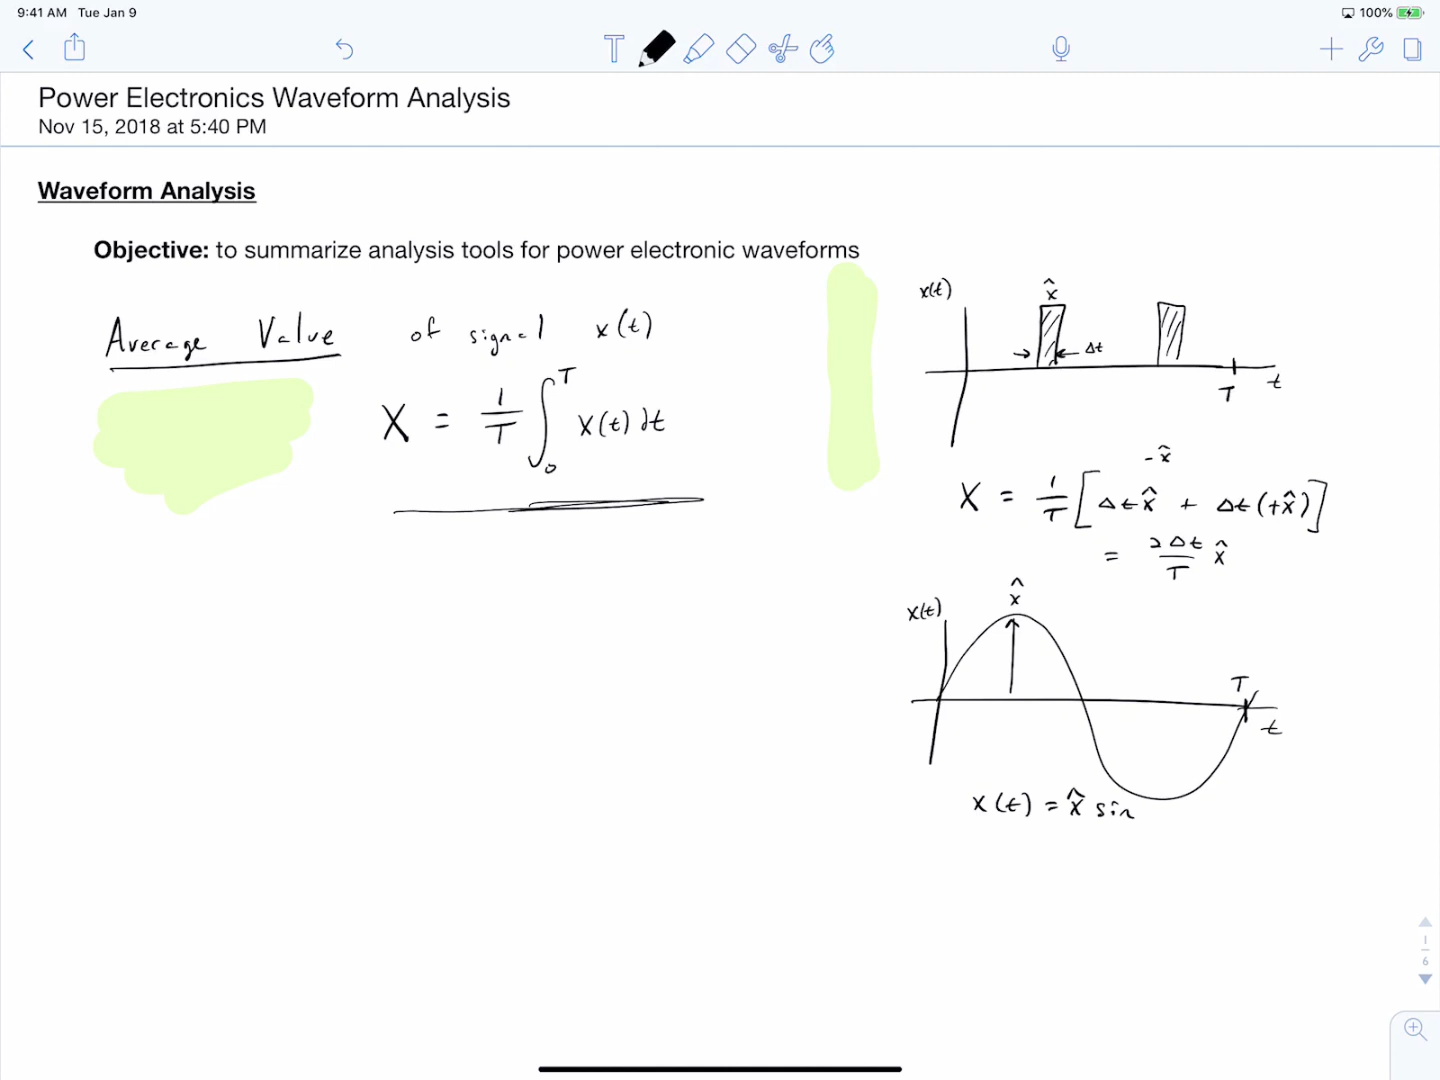 9:41 AM Tue Jan 9
100%
Power Electronics Waveform Analysis
Nov 15, 2018 at 5:40 PM
Waveform Analysis
Objective: to summarize analysis tools for power electronic waveforms
Average Value of signal x(t)
X = 1/T ∫₀ᵀ x(t) dt
x(t)
x̂
Δt
T
t
-x̂
X = 1/T [Δt x̂ + Δt(+x̂)]
= 2Δt/T x̂
x̂
x(t)
T
t
x(t) = x̂ sin
1
6